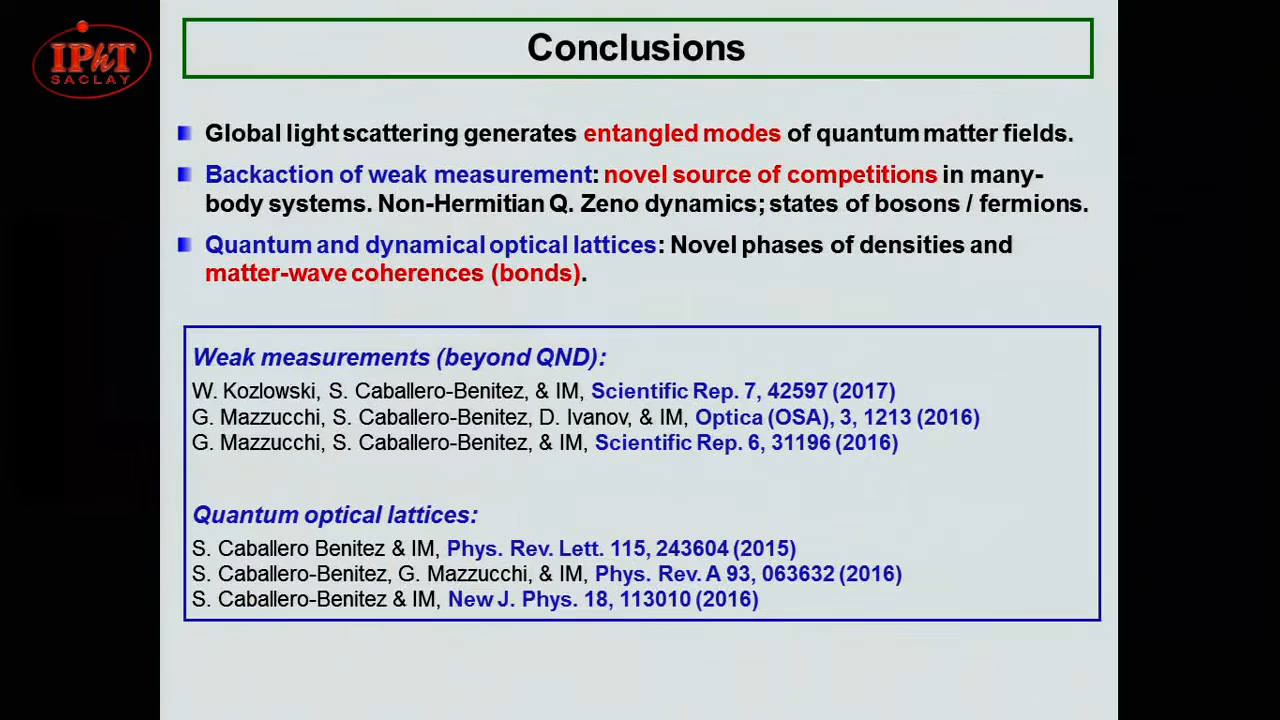 IPhT
SACLAY
Conclusions
Global light scattering generates entangled modes of quantum matter fields.
Backaction of weak measurement: novel source of competitions in many-
body systems. Non-Hermitian Q. Zeno dynamics; states of bosons / fermions.
Quantum and dynamical optical lattices: Novel phases of densities and
matter-wave coherences (bonds).
Weak measurements (beyond QND):
W. Kozlowski, S. Caballero-Benitez, & IM, Scientific Rep. 7, 42597 (2017)
G. Mazzucchi, S. Caballero-Benitez, D. Ivanov, & IM, Optica (OSA), 3, 1213 (2016)
G. Mazzucchi, S. Caballero-Benitez, & IM, Scientific Rep. 6, 31196 (2016)
Quantum optical lattices:
S. Caballero Benitez & IM, Phys. Rev. Lett. 115, 243604 (2015)
S. Caballero-Benitez, G. Mazzucchi, & IM, Phys. Rev. A 93, 063632 (2016)
S. Caballero-Benitez & IM, New J. Phys. 18, 113010 (2016)